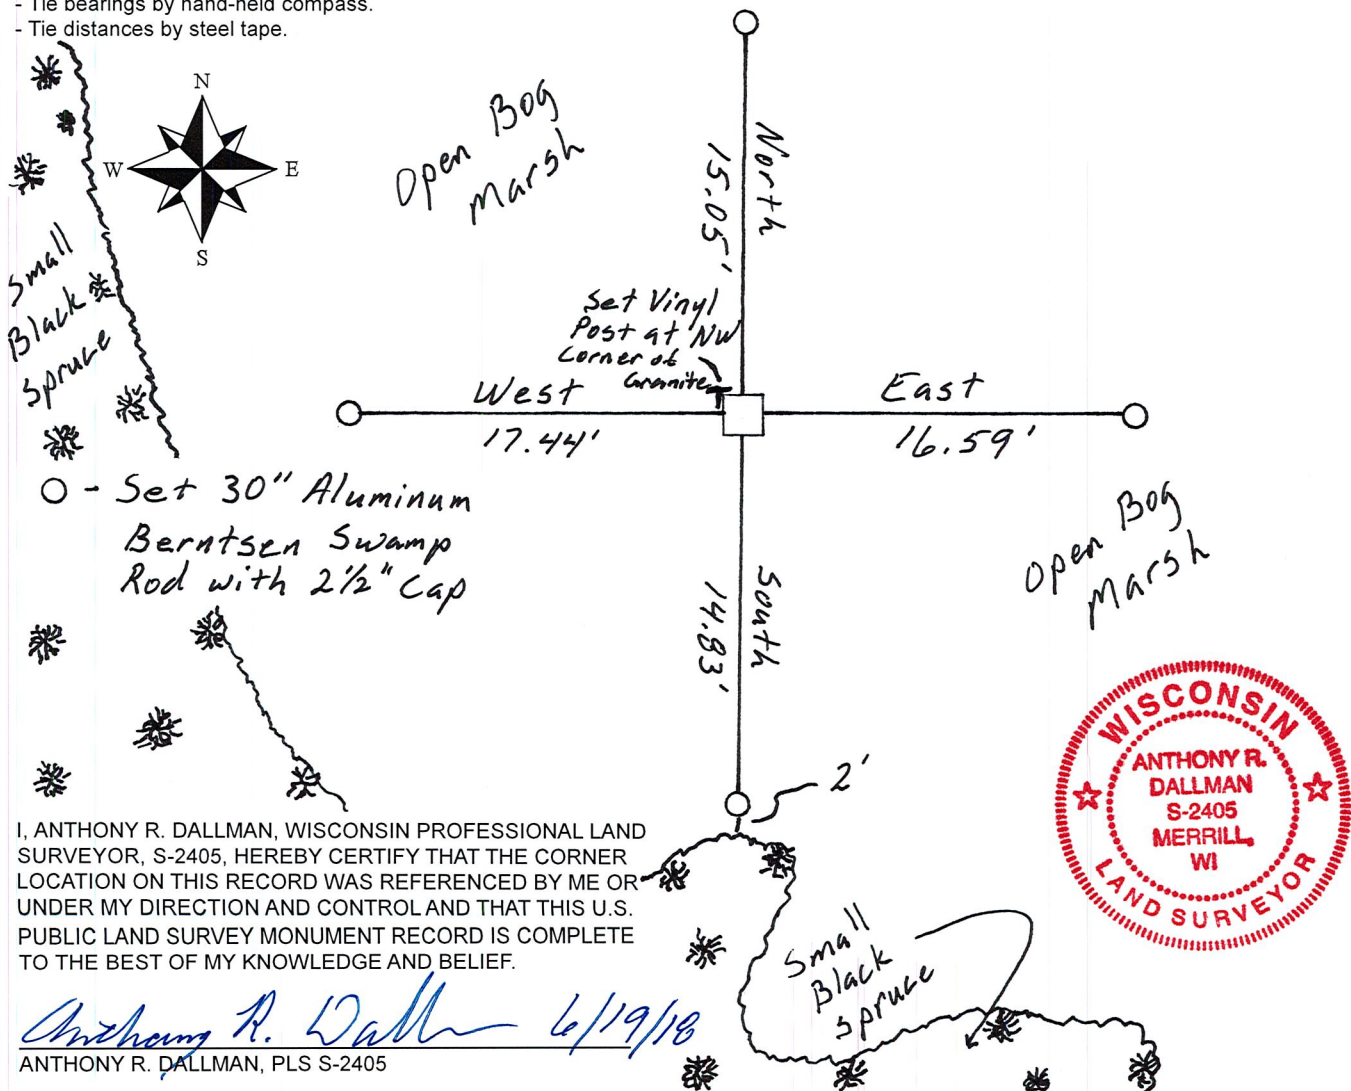 - Tie bearings by hand-held compass.
- Tie distances by steel tape.
N
W E
S
Open Bog
Marsh
North
15.05'
Small
Black
Spruce
Set Vinyl
Post at NW
Corner of
Granite
West
17.44'
East
16.59'
O - Set 30" Aluminum
Berntsen Swamp
Rod with 2 1/2" Cap
South
14.83'
Open Bog
Marsh
2'
WISCONSIN
ANTHONY R.
DALLMAN
S-2405
MERRILL,
WI
LAND SURVEYOR
I, ANTHONY R. DALLMAN, WISCONSIN PROFESSIONAL LAND
SURVEYOR, S-2405, HEREBY CERTIFY THAT THE CORNER
LOCATION ON THIS RECORD WAS REFERENCED BY ME OR
UNDER MY DIRECTION AND CONTROL AND THAT THIS U.S.
PUBLIC LAND SURVEY MONUMENT RECORD IS COMPLETE
TO THE BEST OF MY KNOWLEDGE AND BELIEF.
Small
Black
Spruce
Anthony R. Dallman 6/19/18
ANTHONY R. DALLMAN, PLS S-2405